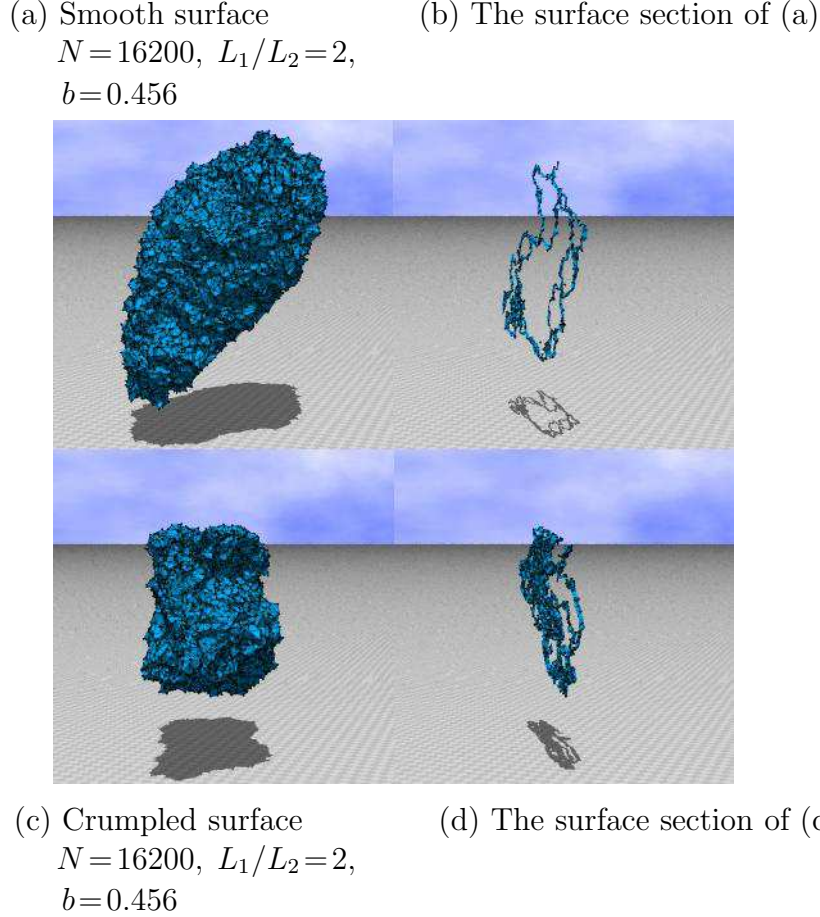 (a) Smooth surface
N=16200, L₁/L₂=2,
b=0.456
(b) The surface section of (a)
(c) Crumpled surface
N=16200, L₁/L₂=2,
b=0.456
(d) The surface section of (c